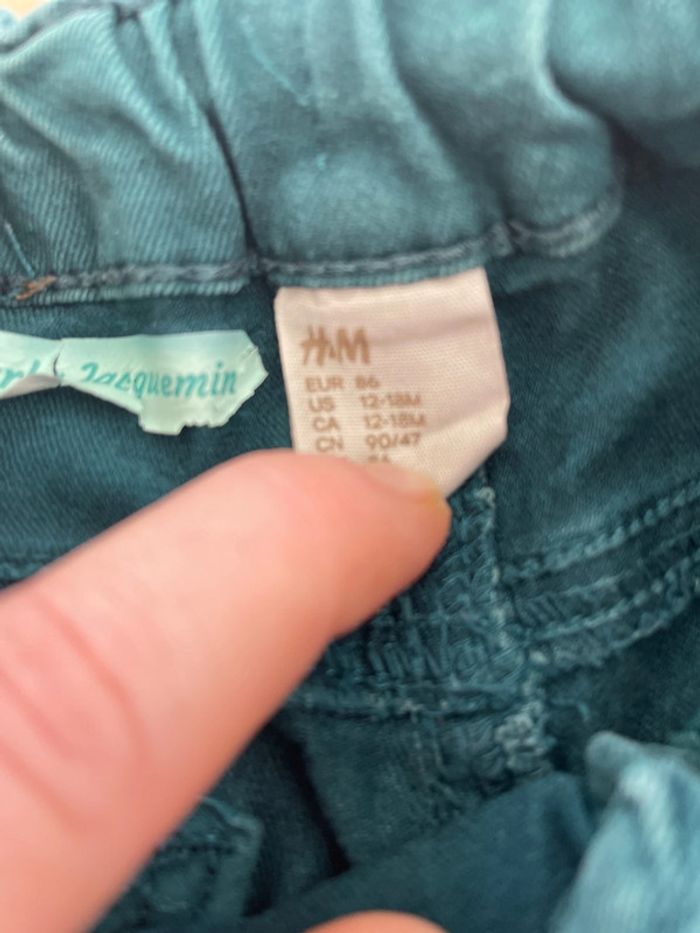 Jacquemin
H&M
EUR 86
US 12-18M
CA 12-18M
CN 90/47